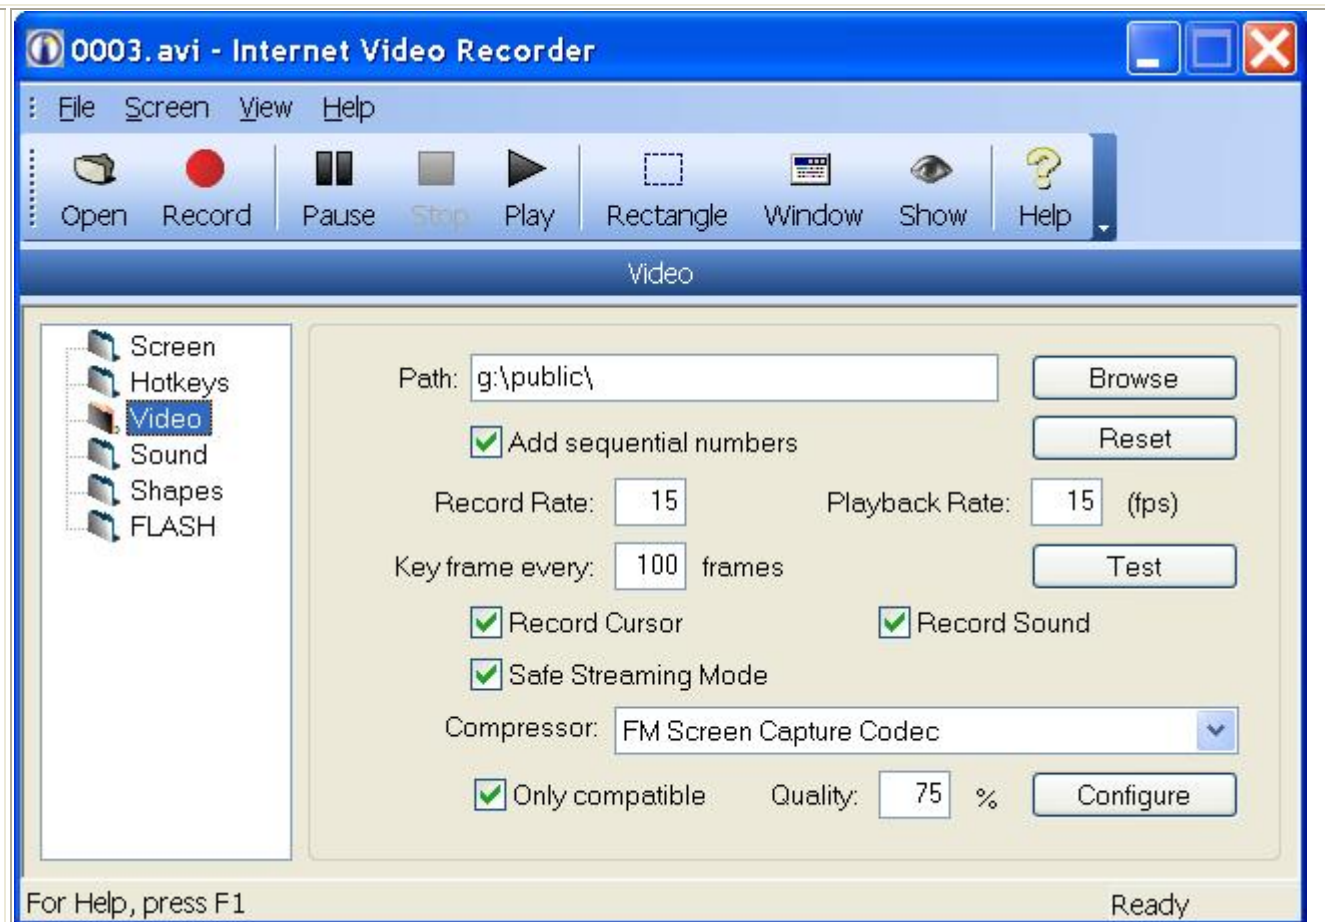 0003.avi - Internet Video Recorder
File Screen View Help
Open Record Pause Stop Play Rectangle Window Show Help
Video
Screen
Hotkeys
Video
Sound
Shapes
FLASH
Path: g:\public\ Browse
Add sequential numbers Reset
Record Rate: 15 Playback Rate: 15 (fps)
Key frame every: 100 frames Test
Record Cursor Record Sound
Safe Streaming Mode
Compressor: FM Screen Capture Codec
Only compatible Quality: 75 % Configure
For Help, press F1 Ready